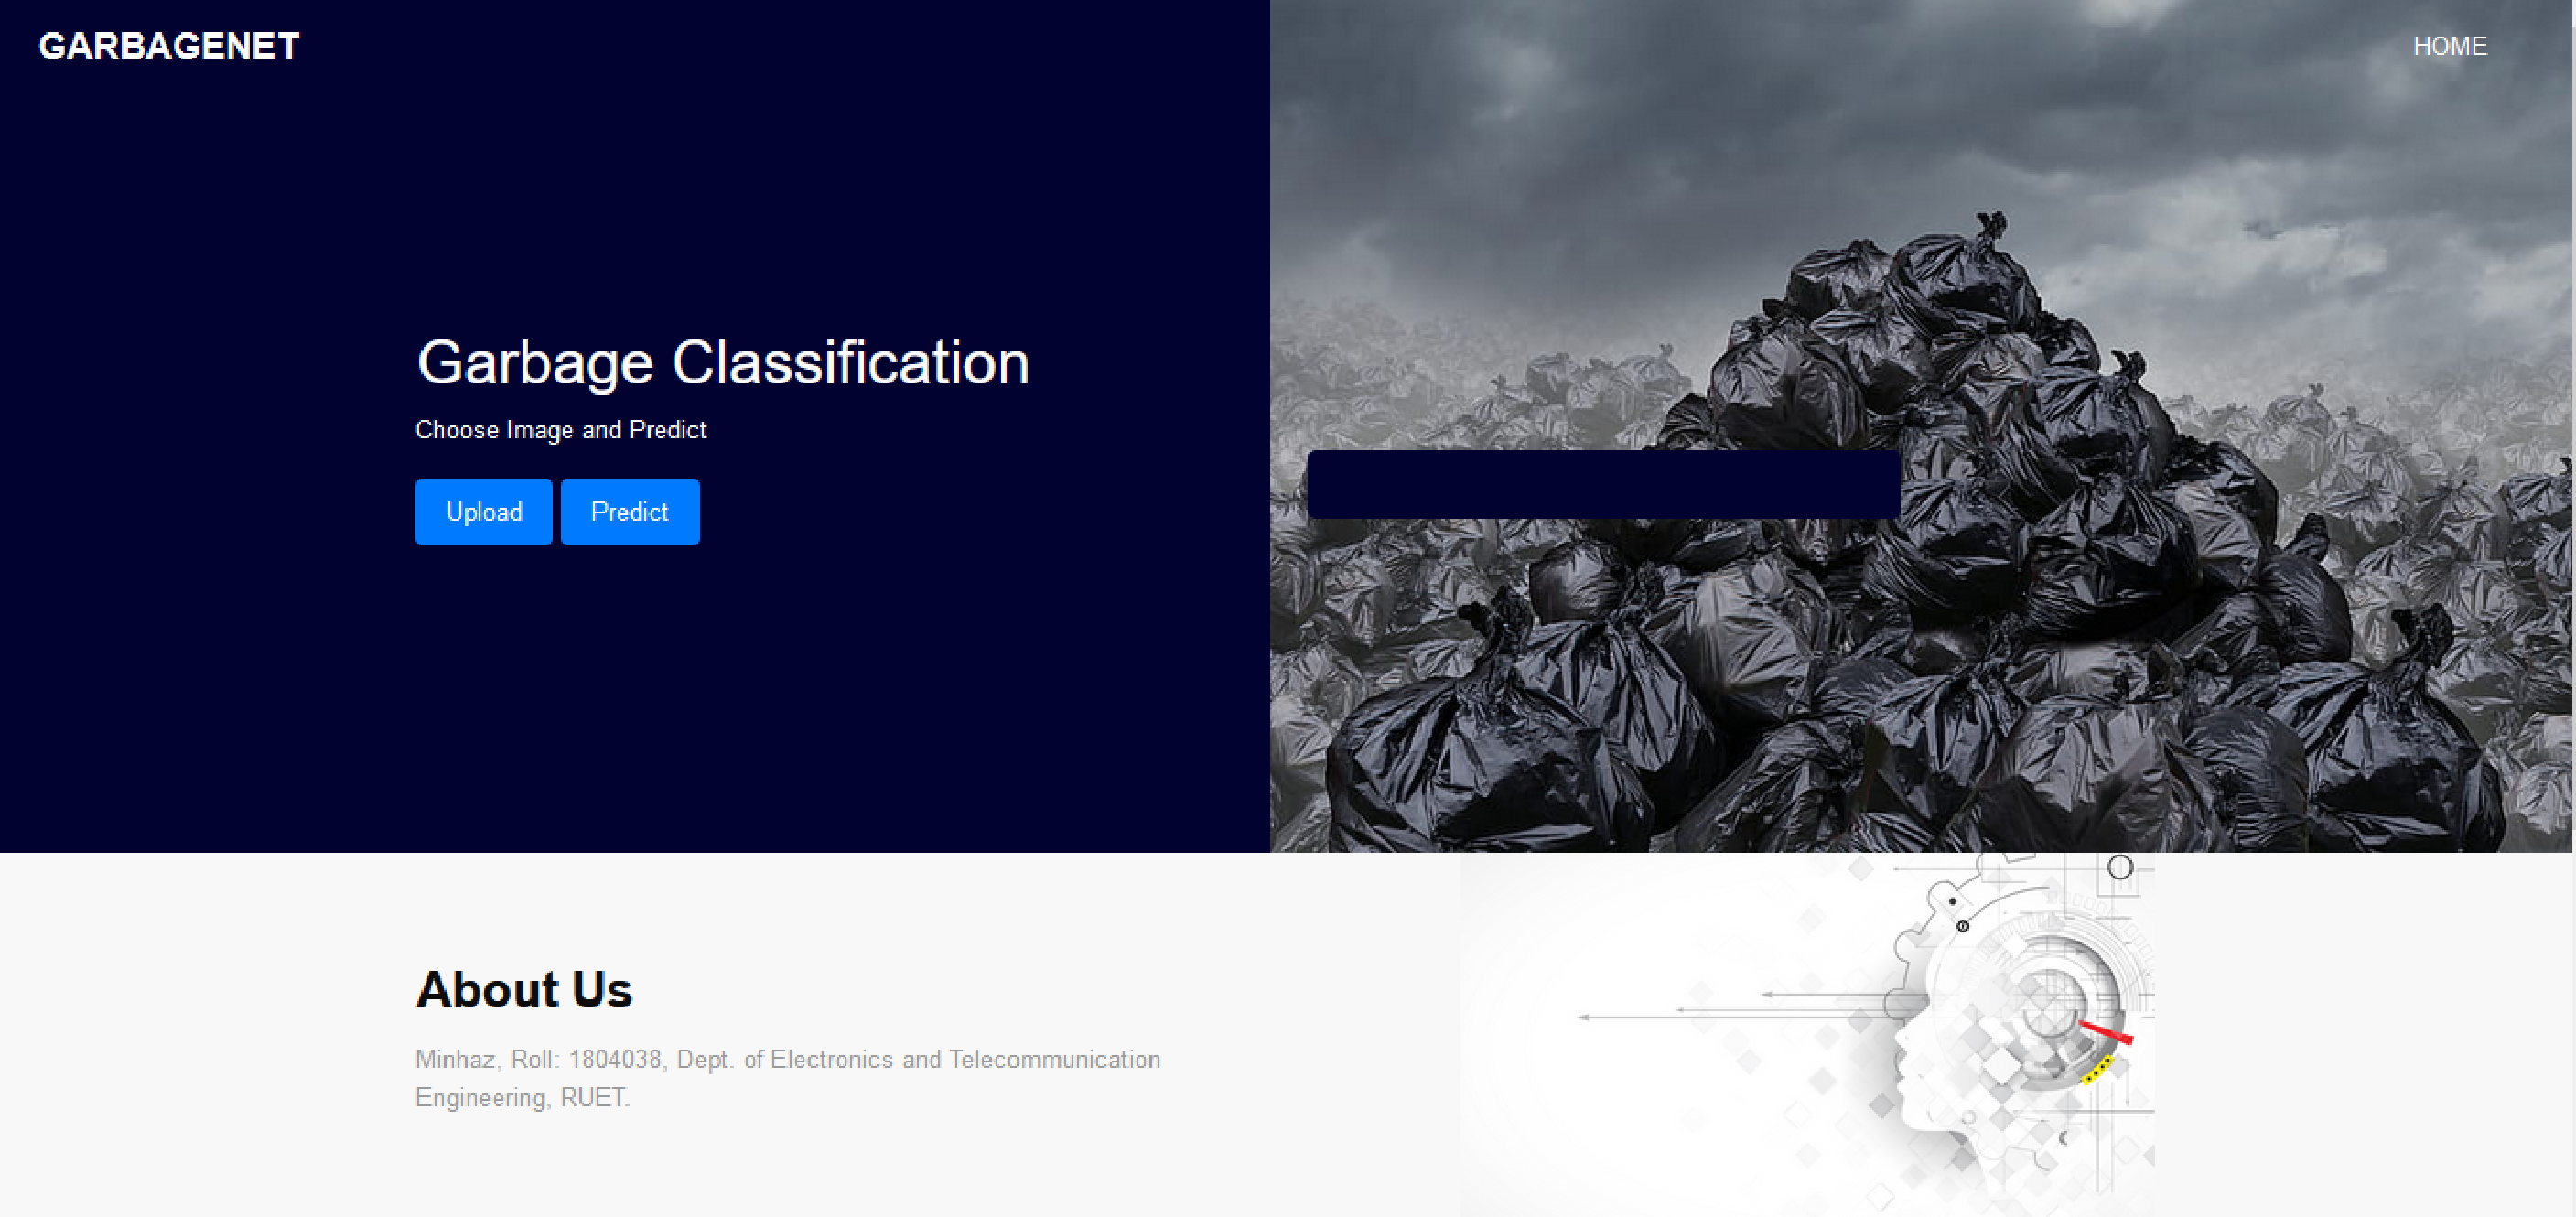 GARBAGENET
HOME
Garbage Classification
Choose Image and Predict
Upload Predict
About Us
Minhaz, Roll: 1804038, Dept. of Electronics and Telecommunication
Engineering, RUET.